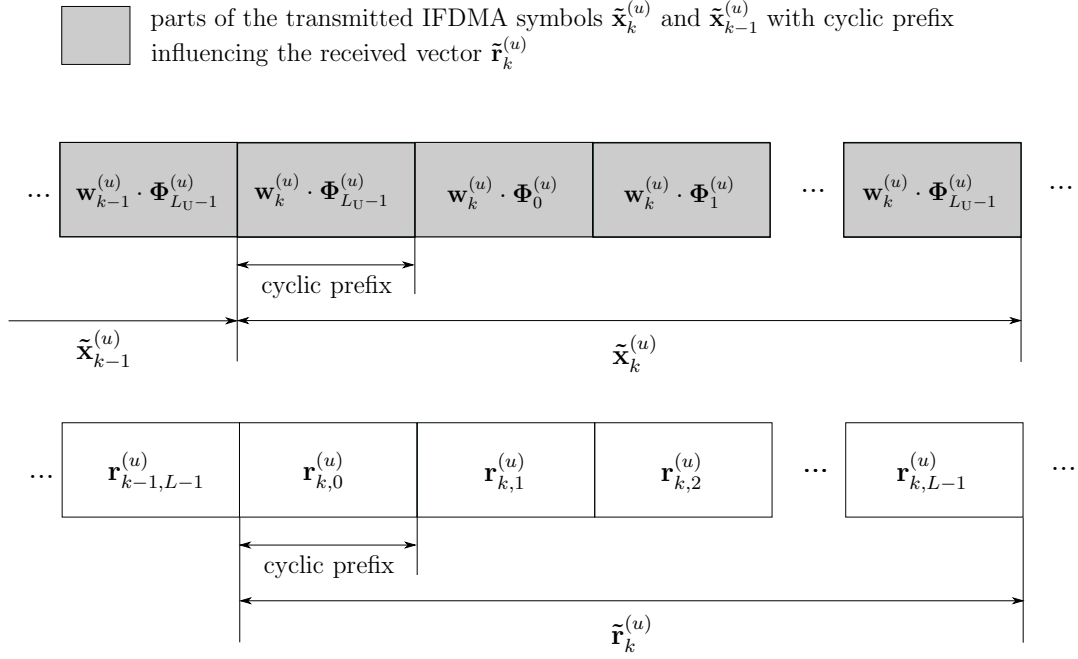 parts of the transmitted IFDMA symbols x̃_k^(u) and x̃_{k−1}^(u) with cyclic prefix
influencing the received vector r̃_k^(u)
... w_{k−1}^(u) · Φ_{L_U−1}^(u) w_k^(u) · Φ_{L_U−1}^(u) w_k^(u) · Φ_0^(u) w_k^(u) · Φ_1^(u) ... w_k^(u) · Φ_{L_U−1}^(u) ...
cyclic prefix
x̃_{k−1}^(u) x̃_k^(u)
... r_{k−1,L−1}^(u) r_{k,0}^(u) r_{k,1}^(u) r_{k,2}^(u) ... r_{k,L−1}^(u) ...
cyclic prefix
r̃_k^(u)